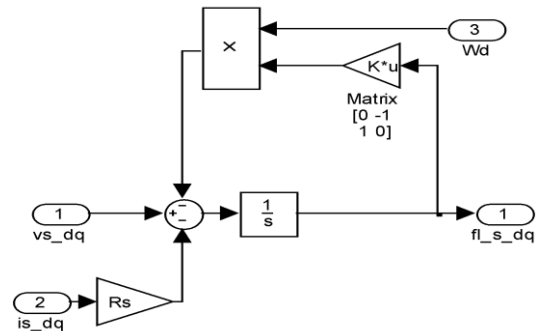 3
Wd
X
K*u
Matrix
[0 -1
1 0]
1
vs_dq
+
−
−
1
s
1
fl_s_dq
2
is_dq
Rs